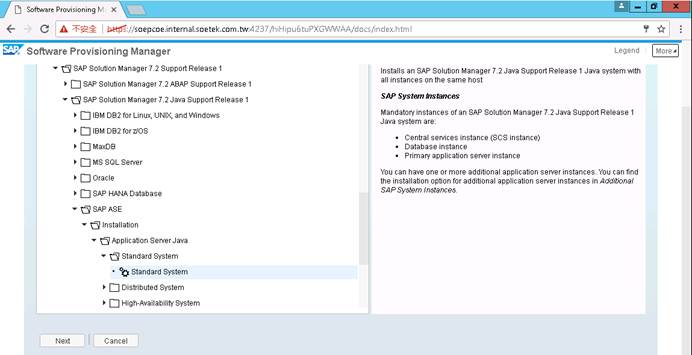 Software Provisioning M
不安全
https://soepcoe.internal.soetek.com.tw:4237/hiHipu6tuPXGWWAA/docs/index.html
SAP Software Provisioning Manager
Legend
More
SAP Solution Manager 7.2 Support Release 1
SAP Solution Manager 7.2 ABAP Support Release 1
SAP Solution Manager 7.2 Java Support Release 1
IBM DB2 for Linux, UNIX, and Windows
IBM DB2 for z/OS
MaxDB
MS SQL Server
Oracle
SAP HANA Database
SAP ASE
Installation
Application Server Java
Standard System
Standard System
Distributed System
High-Availability System
Installs an SAP Solution Manager 7.2 Java Support Release 1 Java system with
all instances on the same host
SAP System Instances
Mandatory instances of an SAP Solution Manager 7.2 Java Support Release 1
Java system are:
• Central services instance (SCS instance)
• Database instance
• Primary application server instance
You can have one or more additional application server instances. You can find
the installation option for additional application server instances in Additional
SAP System Instances.
Next
Cancel